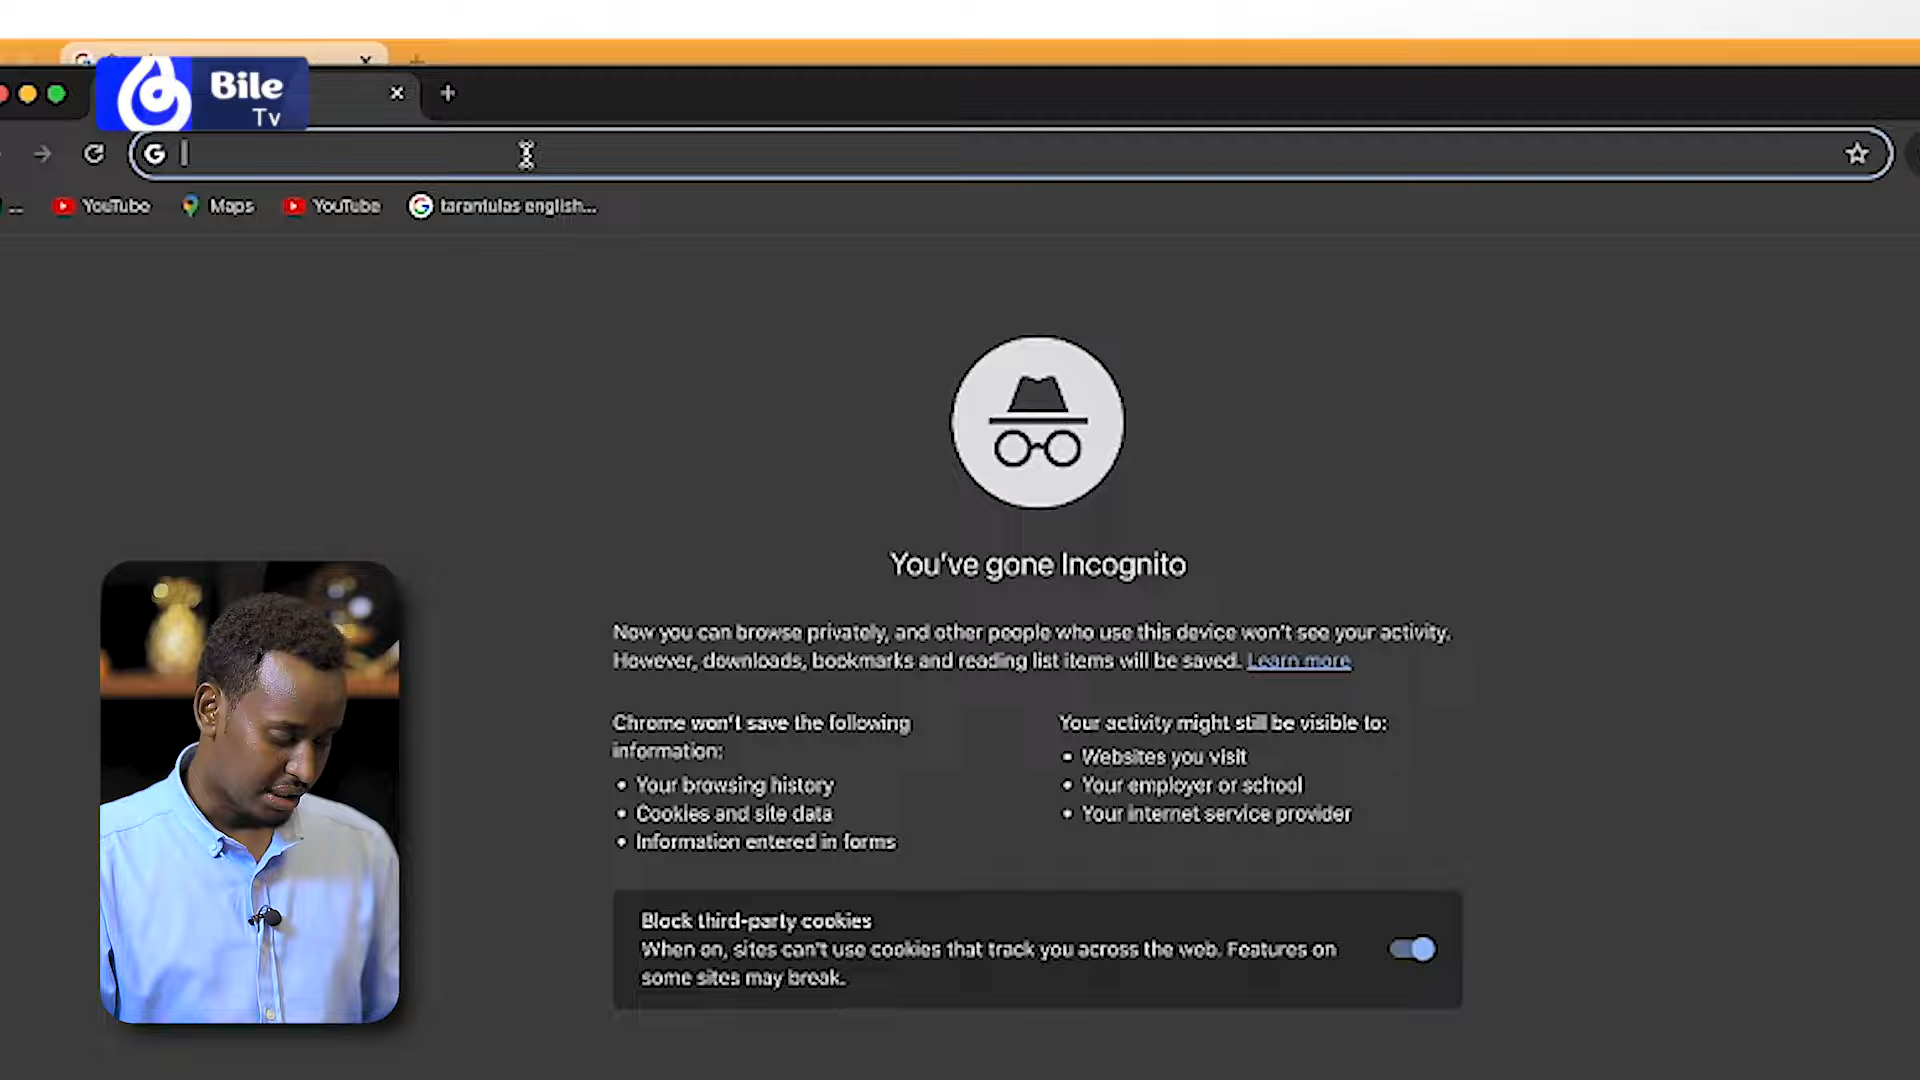 Bile
Tv
YouTube
Maps
YouTube
tarantulas english...
You've gone Incognito
Now you can browse privately, and other people who use this device won't see your activity.
However, downloads, bookmarks and reading list items will be saved. Learn more
Chrome won't save the following
information:
• Your browsing history
• Cookies and site data
• Information entered in forms
Your activity might still be visible to:
• Websites you visit
• Your employer or school
• Your internet service provider
Block third-party cookies
When on, sites can't use cookies that track you across the web. Features on
some sites may break.